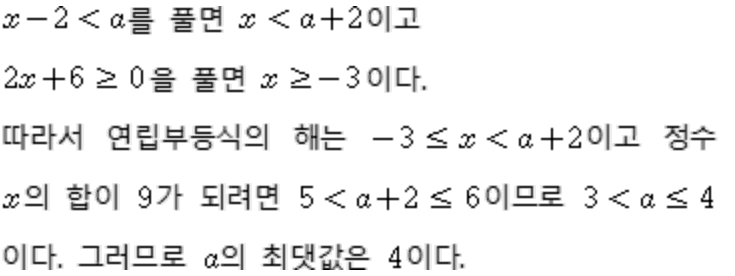 x−2<a를 풀면 x<a+2이고
2x+6≥0을 풀면 x≥−3이다.
따라서 연립부등식의 해는 −3≤x<a+2이고 정수
x의 합이 9가 되려면 5<a+2≤6이므로 3<a≤4
이다. 그러므로 a의 최댓값은 4이다.